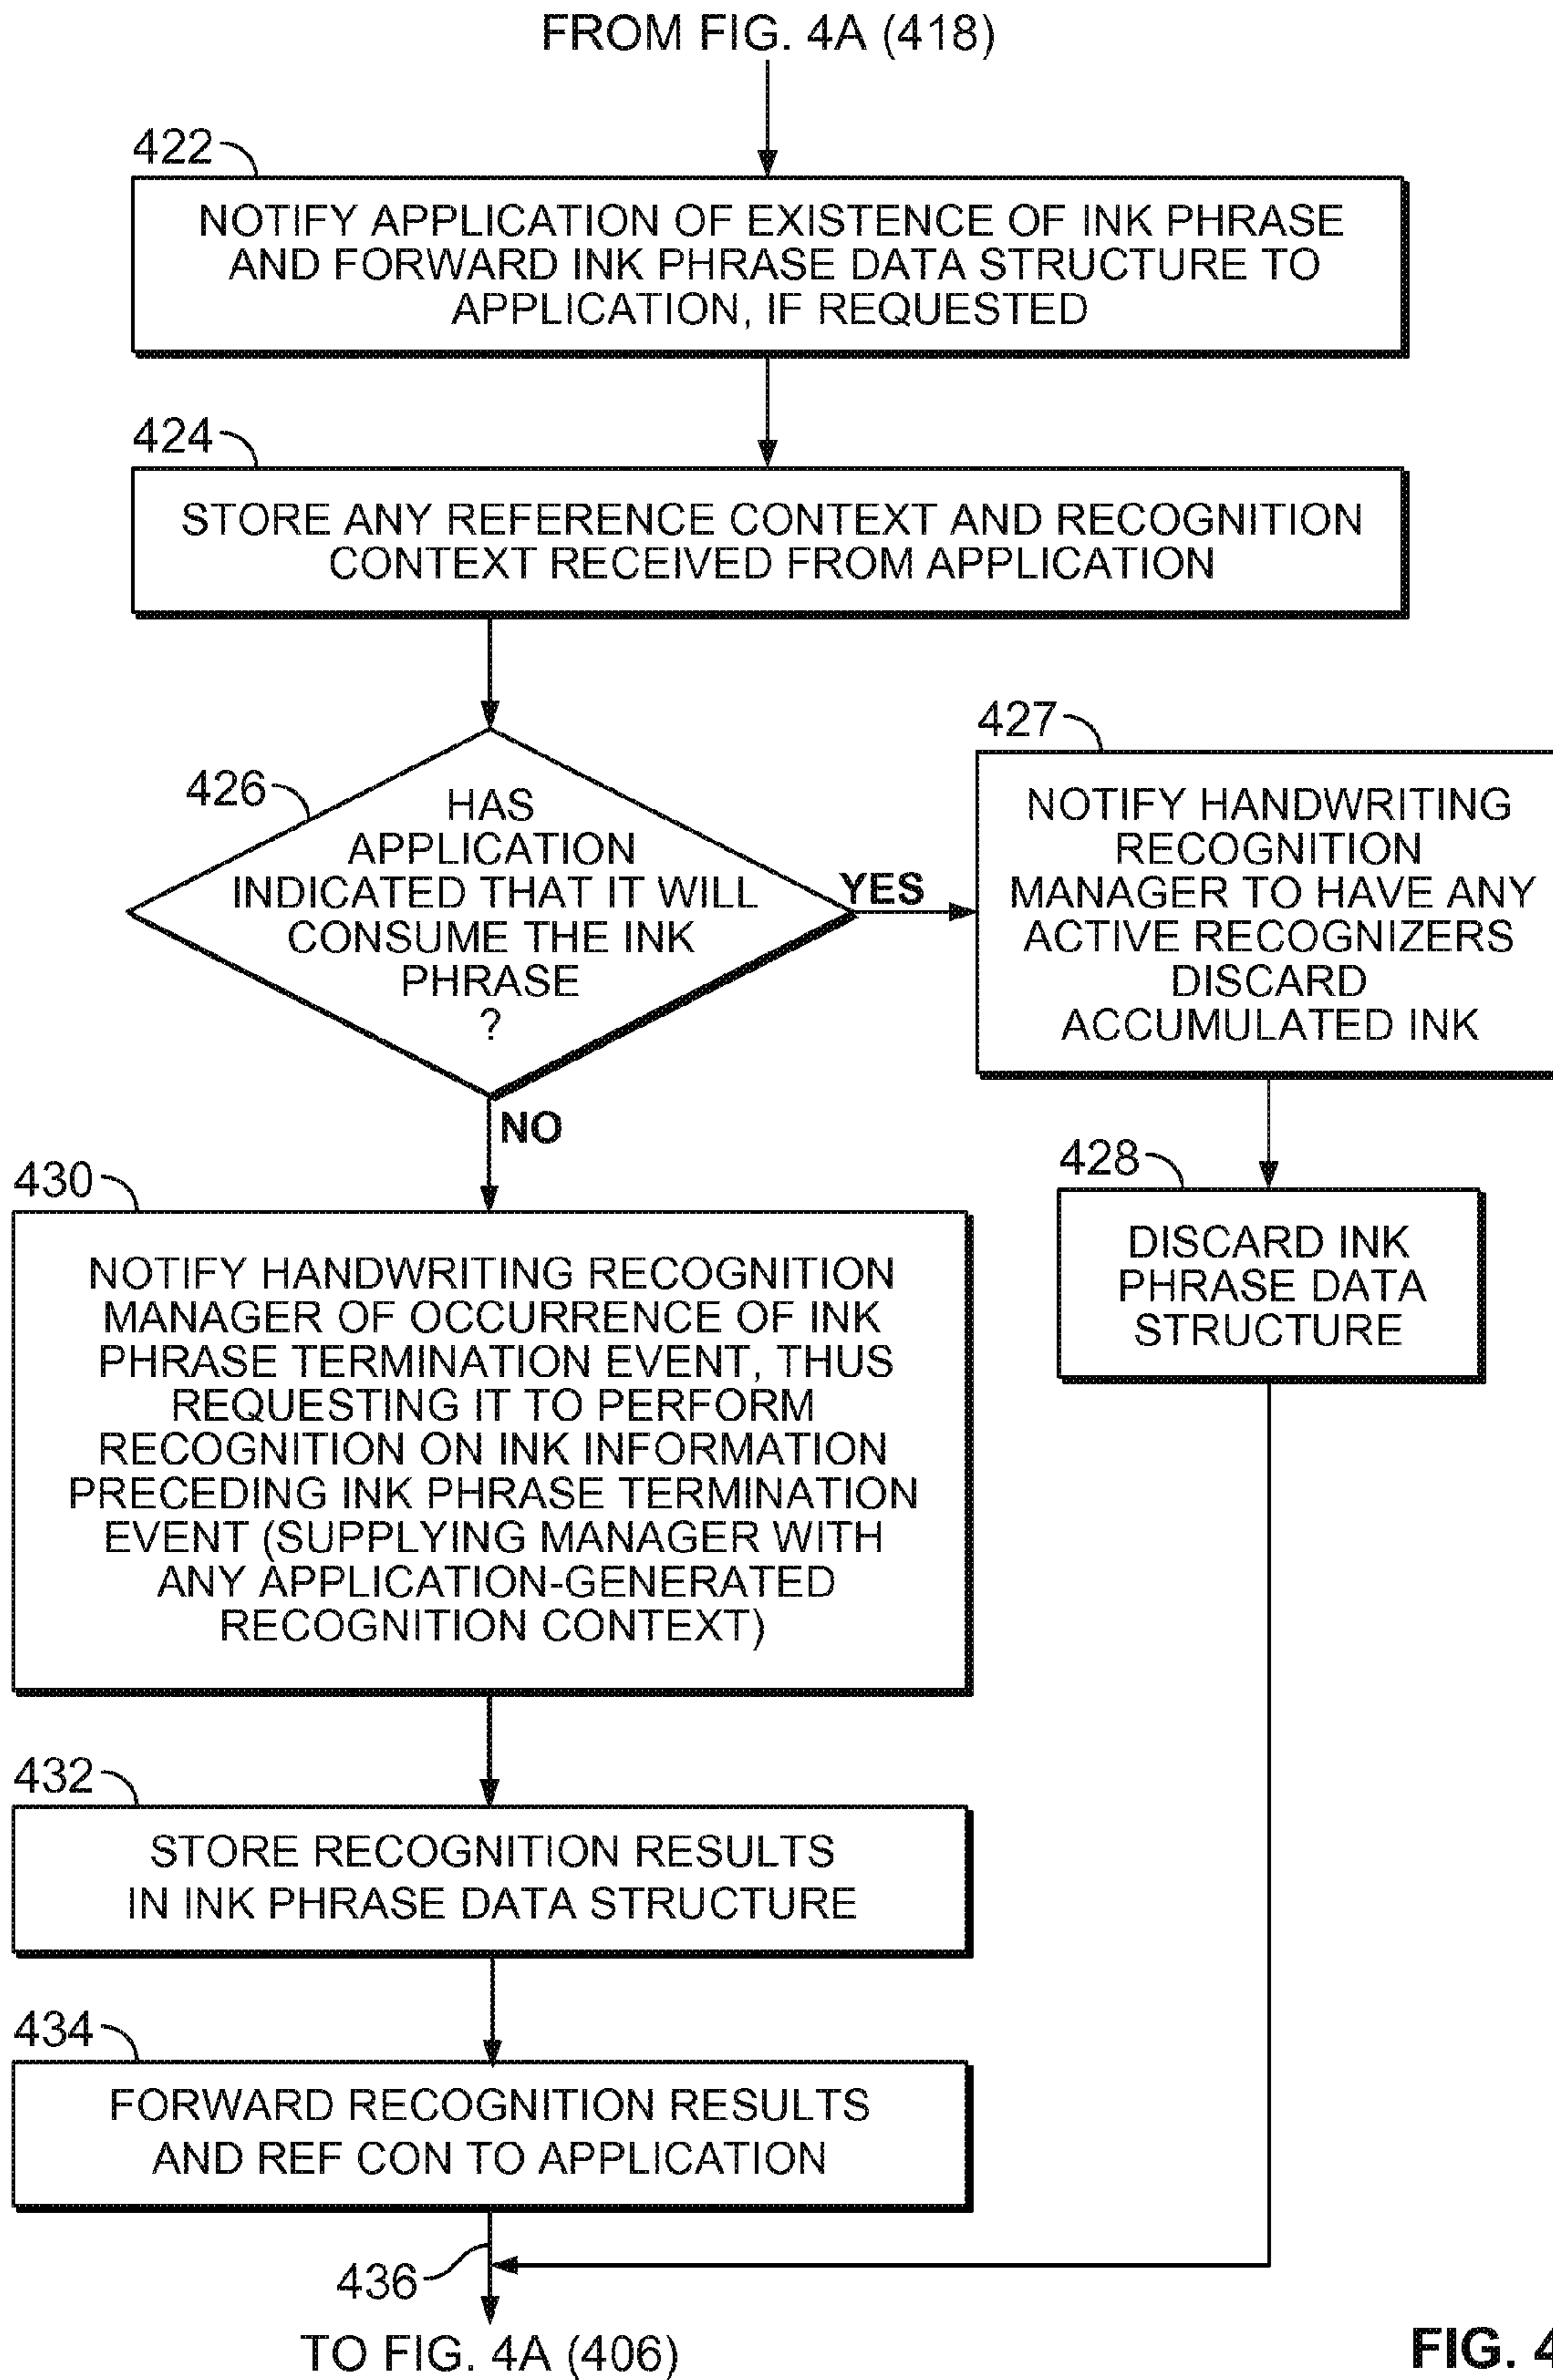 FROM FIG. 4A (418)
422
NOTIFY APPLICATION OF EXISTENCE OF INK PHRASE
AND FORWARD INK PHRASE DATA STRUCTURE TO
APPLICATION, IF REQUESTED
424
STORE ANY REFERENCE CONTEXT AND RECOGNITION
CONTEXT RECEIVED FROM APPLICATION
426
HAS
APPLICATION
INDICATED THAT IT WILL
CONSUME THE INK
PHRASE
?
YES
427
NOTIFY HANDWRITING
RECOGNITION
MANAGER TO HAVE ANY
ACTIVE RECOGNIZERS
DISCARD
ACCUMULATED INK
NO
428
DISCARD INK
PHRASE DATA
STRUCTURE
430
NOTIFY HANDWRITING RECOGNITION
MANAGER OF OCCURRENCE OF INK
PHRASE TERMINATION EVENT, THUS
REQUESTING IT TO PERFORM
RECOGNITION ON INK INFORMATION
PRECEDING INK PHRASE TERMINATION
EVENT (SUPPLYING MANAGER WITH
ANY APPLICATION-GENERATED
RECOGNITION CONTEXT)
432
STORE RECOGNITION RESULTS
IN INK PHRASE DATA STRUCTURE
434
FORWARD RECOGNITION RESULTS
AND REF CON TO APPLICATION
436
TO FIG. 4A (406)
FIG. 4